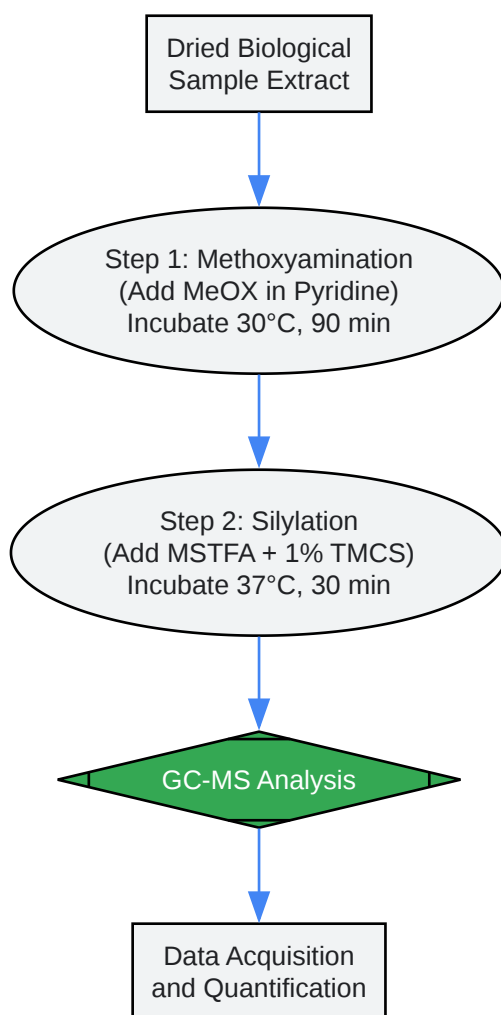 Dried Biological
Sample Extract
Step 1: Methoxyamination
(Add MeOX in Pyridine)
Incubate 30°C, 90 min
Step 2: Silylation
(Add MSTFA + 1% TMCS)
Incubate 37°C, 30 min
GC-MS Analysis
Data Acquisition
and Quantification